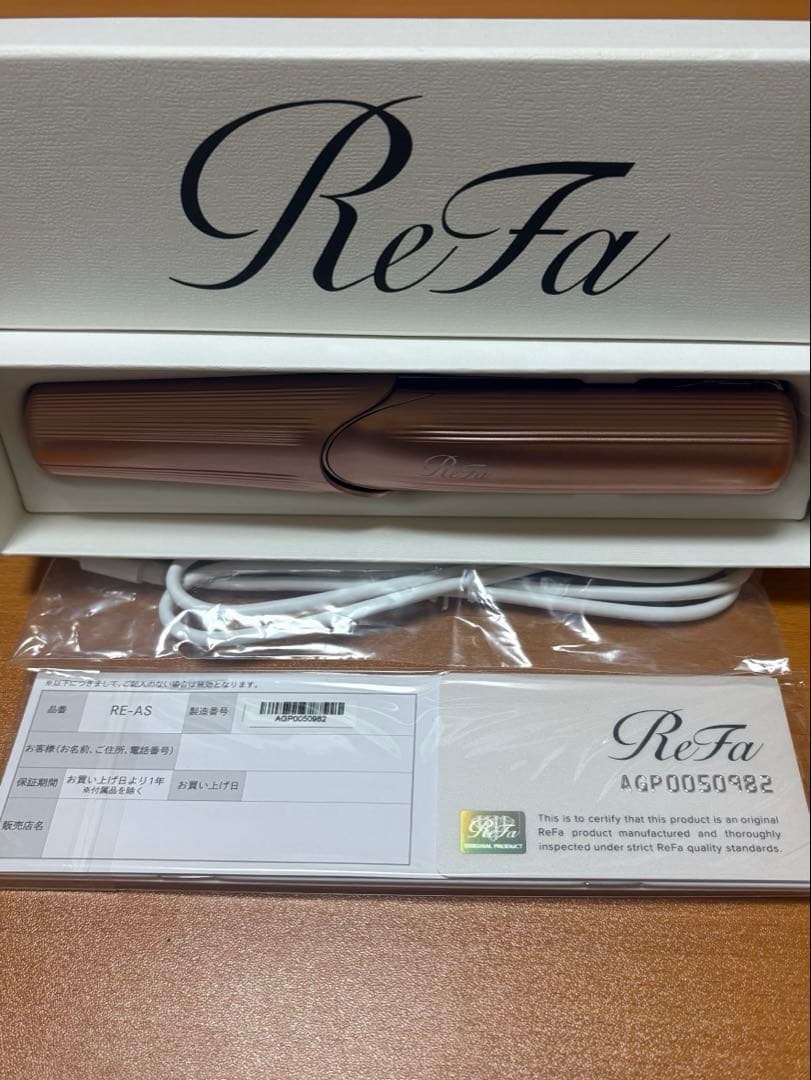 ReFa
ReFa
※以下につきまして、ご記入のない場合は無効となります。
品番 RE-AS 製造番号 AGP0050982
お客様(お名前、ご住所、電話番号)
保証期間 お買い上げ日より1年 お買い上げ日
※付属品を除く
販売店名
ReFa
AGP0050982
ReFa
ORIGINAL PRODUCT
This is to certify that this product is an original
ReFa product manufactured and thoroughly
inspected under strict ReFa quality standards.